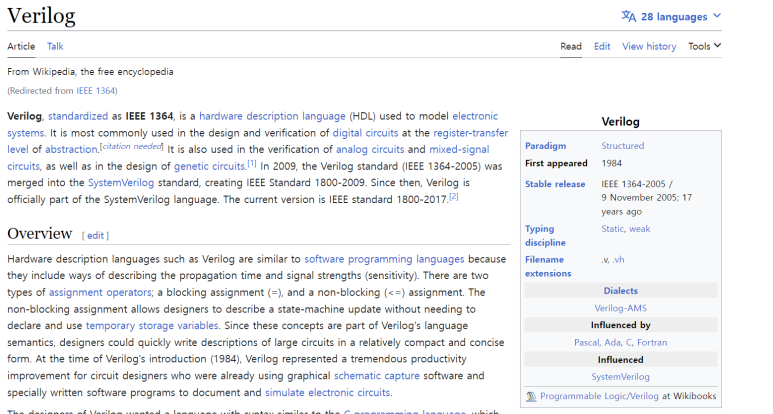 Verilog
28 languages
Article Talk
Read Edit View history Tools
From Wikipedia, the free encyclopedia
(Redirected from IEEE 1364)
Verilog, standardized as IEEE 1364, is a hardware description language (HDL) used to model electronic
systems. It is most commonly used in the design and verification of digital circuits at the register-transfer
level of abstraction.[citation needed] It is also used in the verification of analog circuits and mixed-signal
circuits, as well as in the design of genetic circuits.[1] In 2009, the Verilog standard (IEEE 1364-2005) was
merged into the SystemVerilog standard, creating IEEE Standard 1800-2009. Since then, Verilog is
officially part of the SystemVerilog language. The current version is IEEE standard 1800-2017.[2]
Overview [ edit ]
Hardware description languages such as Verilog are similar to software programming languages because
they include ways of describing the propagation time and signal strengths (sensitivity). There are two
types of assignment operators; a blocking assignment (=), and a non-blocking (<=) assignment. The
non-blocking assignment allows designers to describe a state-machine update without needing to
declare and use temporary storage variables. Since these concepts are part of Verilog's language
semantics, designers could quickly write descriptions of large circuits in a relatively compact and concise
form. At the time of Verilog's introduction (1984), Verilog represented a tremendous productivity
improvement for circuit designers who were already using graphical schematic capture software and
specially written software programs to document and simulate electronic circuits.
The designers of Verilog wanted a language with syntax similar to the C programming language, which
Verilog
Paradigm Structured
First appeared 1984
Stable release IEEE 1364-2005 /
9 November 2005; 17
years ago
Typing Static, weak
discipline
Filename .v, .vh
extensions
Dialects
Verilog-AMS
Influenced by
Pascal, Ada, C, Fortran
Influenced
SystemVerilog
Programmable Logic/Verilog at Wikibooks